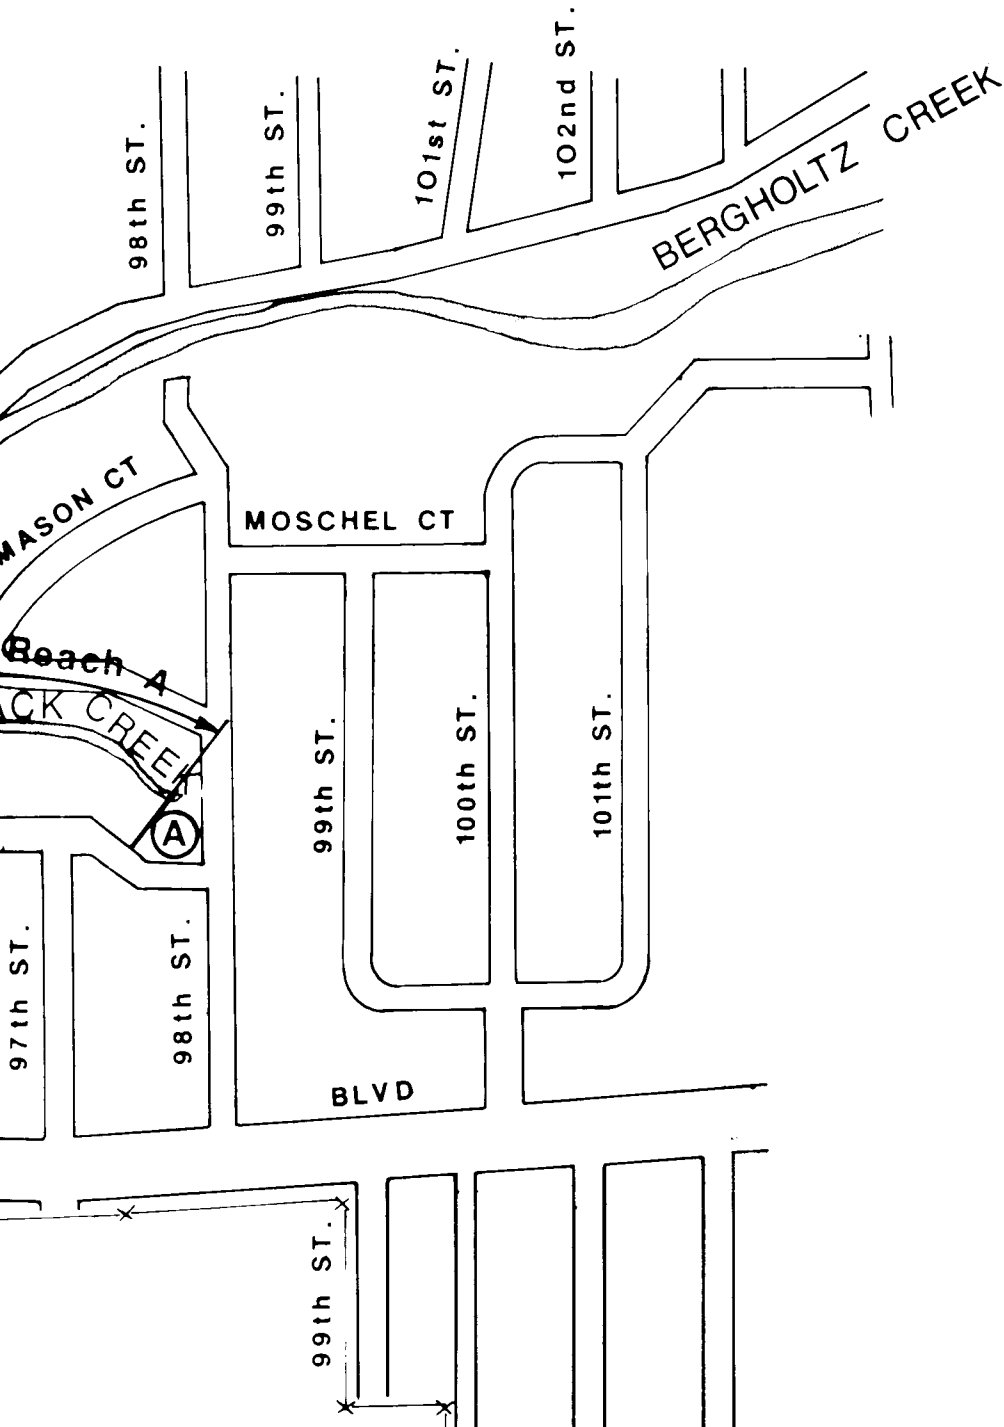 98th ST.
99th ST.
101st ST.
102nd ST.
BERGHOLTZ CREEK
MASON CT
MOSCHEL CT
Reach A
ACK CREEK
A
99th ST.
100th ST.
101th ST.
97th ST.
98th ST.
BLVD
99th ST.